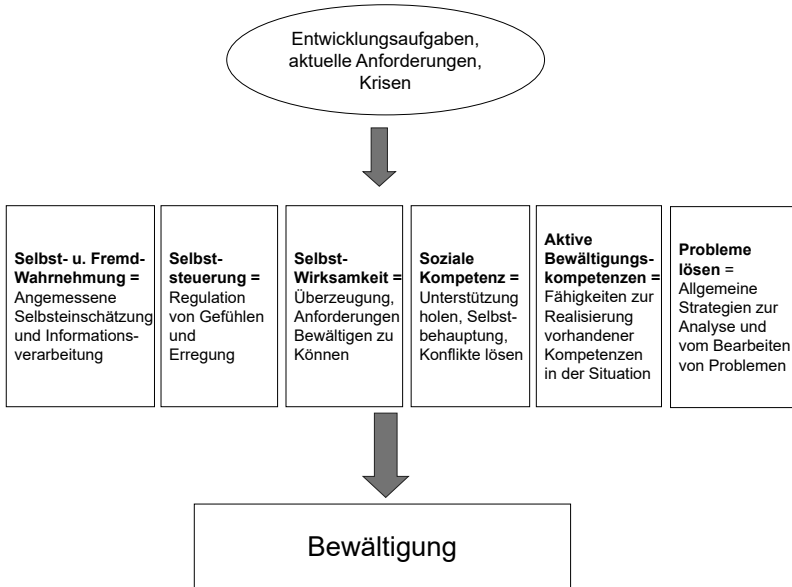 Entwicklungsaufgaben,
aktuelle Anforderungen,
Krisen
Selbst- u. Fremd-
Wahrnehmung =
Angemessene
Selbsteinschätzung
und Informations-
verarbeitung
Selbst-
steuerung =
Regulation
von Gefühlen
und
Erregung
Selbst-
Wirksamkeit =
Überzeugung,
Anforderungen
Bewältigen zu
Können
Soziale
Kompetenz =
Unterstützung
holen, Selbst-
behauptung,
Konflikte lösen
Aktive
Bewältigungs-
kompetenzen =
Fähigkeiten zur
Realisierung
vorhandener
Kompetenzen
in der Situation
Probleme
lösen =
Allgemeine
Strategien zur
Analyse und
vom Bearbeiten
von Problemen
Bewältigung